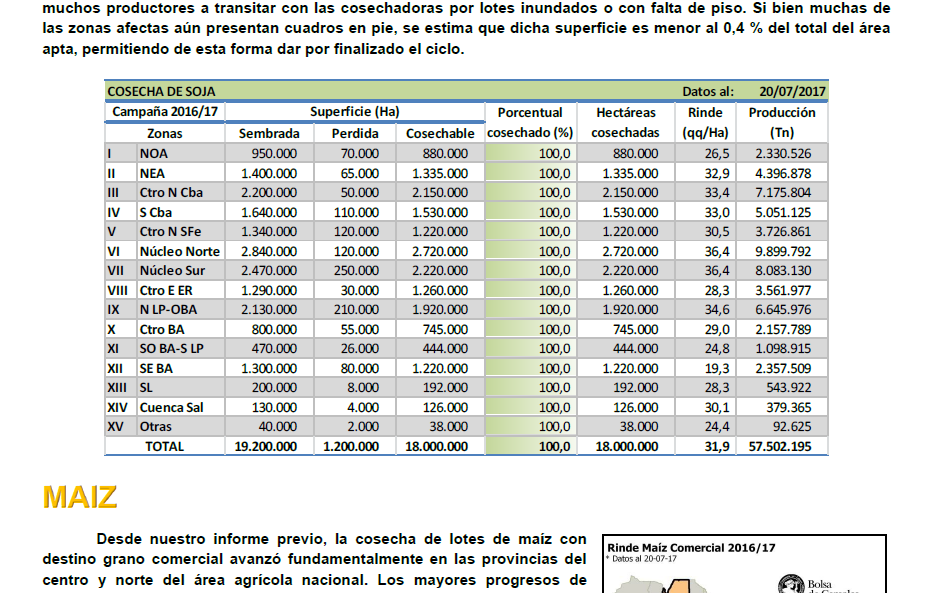 muchos productores a transitar con las cosechadoras por lotes inundados o con falta de piso. Si bien muchas de
las zonas afectas aún presentan cuadros en pie, se estima que dicha superficie es menor al 0,4 % del total del área
apta, permitiendo de esta forma dar por finalizado el ciclo.
COSECHA DE SOJA Datos al: 20/07/2017
Campaña 2016/17 Superficie (Ha) Porcentual Hectáreas Rinde Producción
Zonas Sembrada Perdida Cosechable cosechado (%) cosechadas (qq/Ha) (Tn)
I NOA 950.000 70.000 880.000 100,0 880.000 26,5 2.330.526
II NEA 1.400.000 65.000 1.335.000 100,0 1.335.000 32,9 4.396.878
III Ctro N Cba 2.200.000 50.000 2.150.000 100,0 2.150.000 33,4 7.175.804
IV S Cba 1.640.000 110.000 1.530.000 100,0 1.530.000 33,0 5.051.125
V Ctro N SFe 1.340.000 120.000 1.220.000 100,0 1.220.000 30,5 3.726.861
VI Núcleo Norte 2.840.000 120.000 2.720.000 100,0 2.720.000 36,4 9.899.792
VII Núcleo Sur 2.470.000 250.000 2.220.000 100,0 2.220.000 36,4 8.083.130
VIII Ctro E ER 1.290.000 30.000 1.260.000 100,0 1.260.000 28,3 3.561.977
IX N LP-OBA 2.130.000 210.000 1.920.000 100,0 1.920.000 34,6 6.645.976
X Ctro BA 800.000 55.000 745.000 100,0 745.000 29,0 2.157.789
XI SO BA-S LP 470.000 26.000 444.000 100,0 444.000 24,8 1.098.915
XII SE BA 1.300.000 80.000 1.220.000 100,0 1.220.000 19,3 2.357.509
XIII SL 200.000 8.000 192.000 100,0 192.000 28,3 543.922
XIV Cuenca Sal 130.000 4.000 126.000 100,0 126.000 30,1 379.365
XV Otras 40.000 2.000 38.000 100,0 38.000 24,4 92.625
TOTAL 19.200.000 1.200.000 18.000.000 100,0 18.000.000 31,9 57.502.195
MAIZ
Desde nuestro informe previo, la cosecha de lotes de maíz con
destino grano comercial avanzó fundamentalmente en las provincias del
centro y norte del área agrícola nacional. Los mayores progresos de
Rinde Maíz Comercial 2016/17
* Datos al 20-07-17
Bolsa